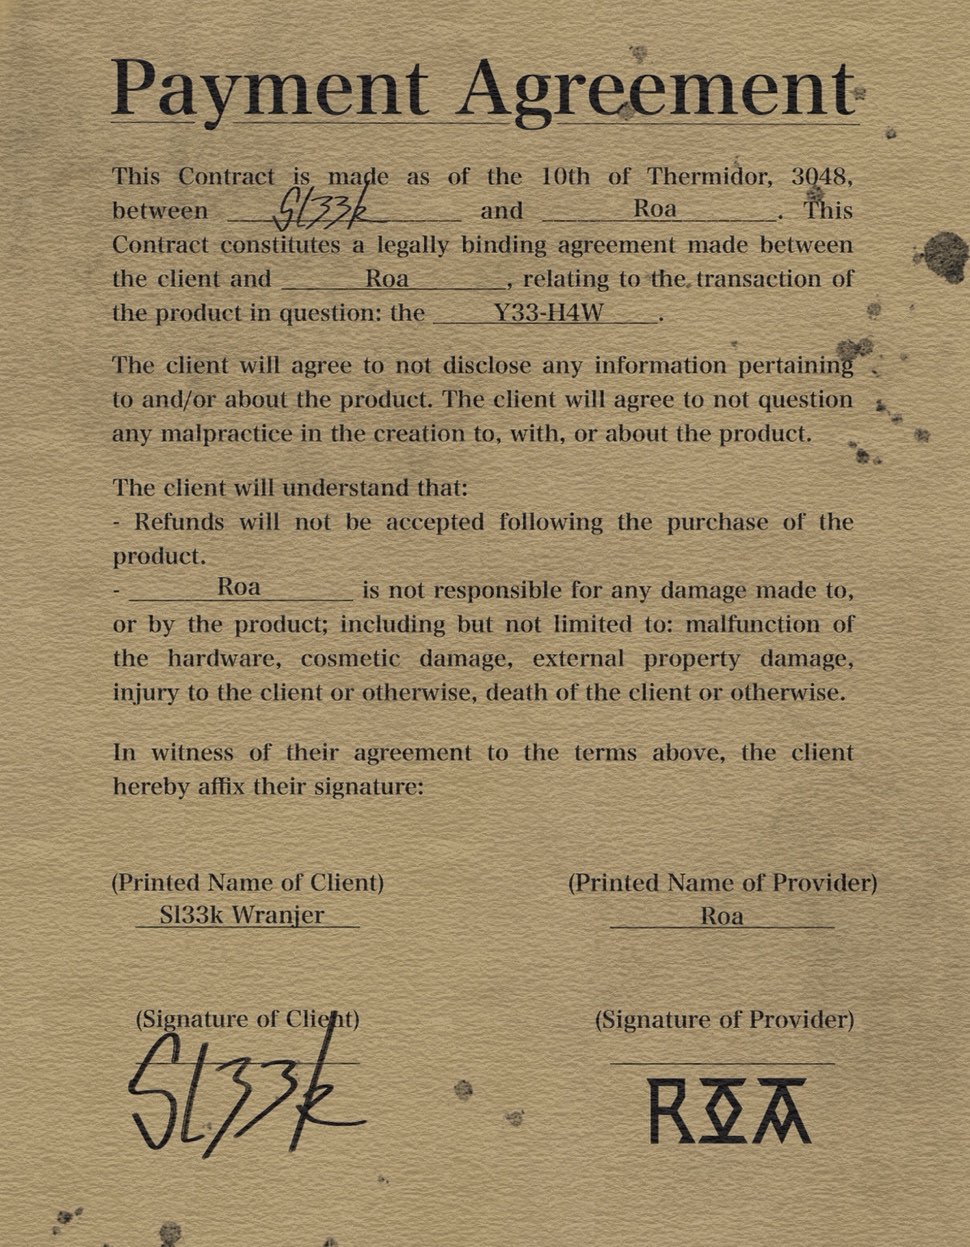 Payment Agreement
This Contract is made as of the 10th of Thermidor, 3048,
between Sl33k and Roa. This
Contract constitutes a legally binding agreement made between
the client and Roa, relating to the transaction of
the product in question: the Y33-H4W.
The client will agree to not disclose any information pertaining
to and/or about the product. The client will agree to not question
any malpractice in the creation to, with, or about the product.
The client will understand that:
- Refunds will not be accepted following the purchase of the
product.
- Roa is not responsible for any damage made to,
or by the product; including but not limited to: malfunction of
the hardware, cosmetic damage, external property damage,
injury to the client or otherwise, death of the client or otherwise.
In witness of their agreement to the terms above, the client
hereby affix their signature:
(Printed Name of Client) (Printed Name of Provider)
Sl33k Wranjer Roa
(Signature of Client) (Signature of Provider)
Sl33k ROA